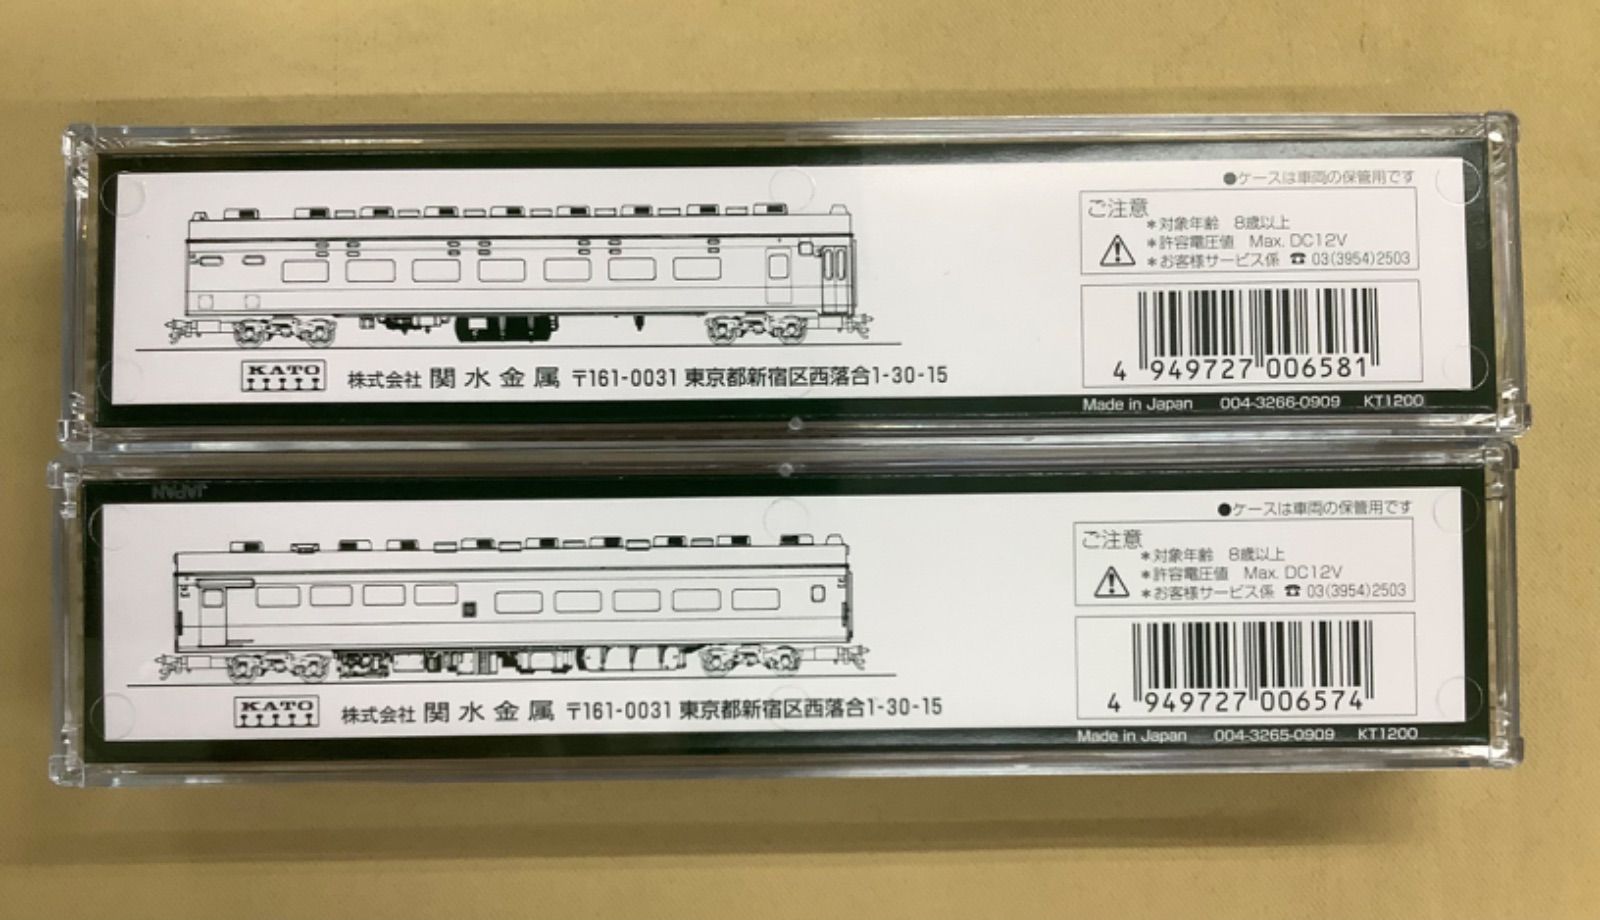 ●ケースは車両の保管用です
ご注意
＊対象年齢 8歳以上
＊許容電圧値 Max. DC12V
＊お客様サービス係 ☎ 03(3954)2503
4 949727 006581
KATO 株式会社 関水金属 〒161-0031 東京都新宿区西落合1-30-15
Made in Japan 004-3266-0909 KT1200
JAPAN
●ケースは車両の保管用です
ご注意
＊対象年齢 8歳以上
＊許容電圧値 Max. DC12V
＊お客様サービス係 ☎ 03(3954)2503
4 949727 006574
KATO 株式会社 関水金属 〒161-0031 東京都新宿区西落合1-30-15
Made in Japan 004-3265-0909 KT1200